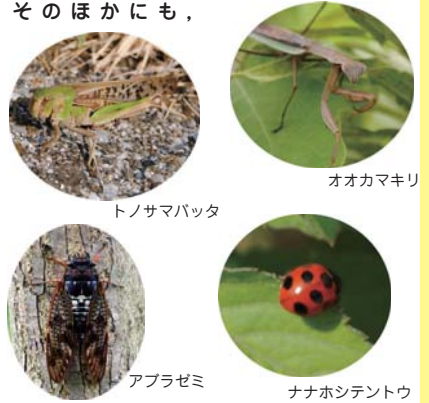 そのほかにも，
トノサマバッタ
オオカマキリ
アブラゼミ
ナナホシテントウ